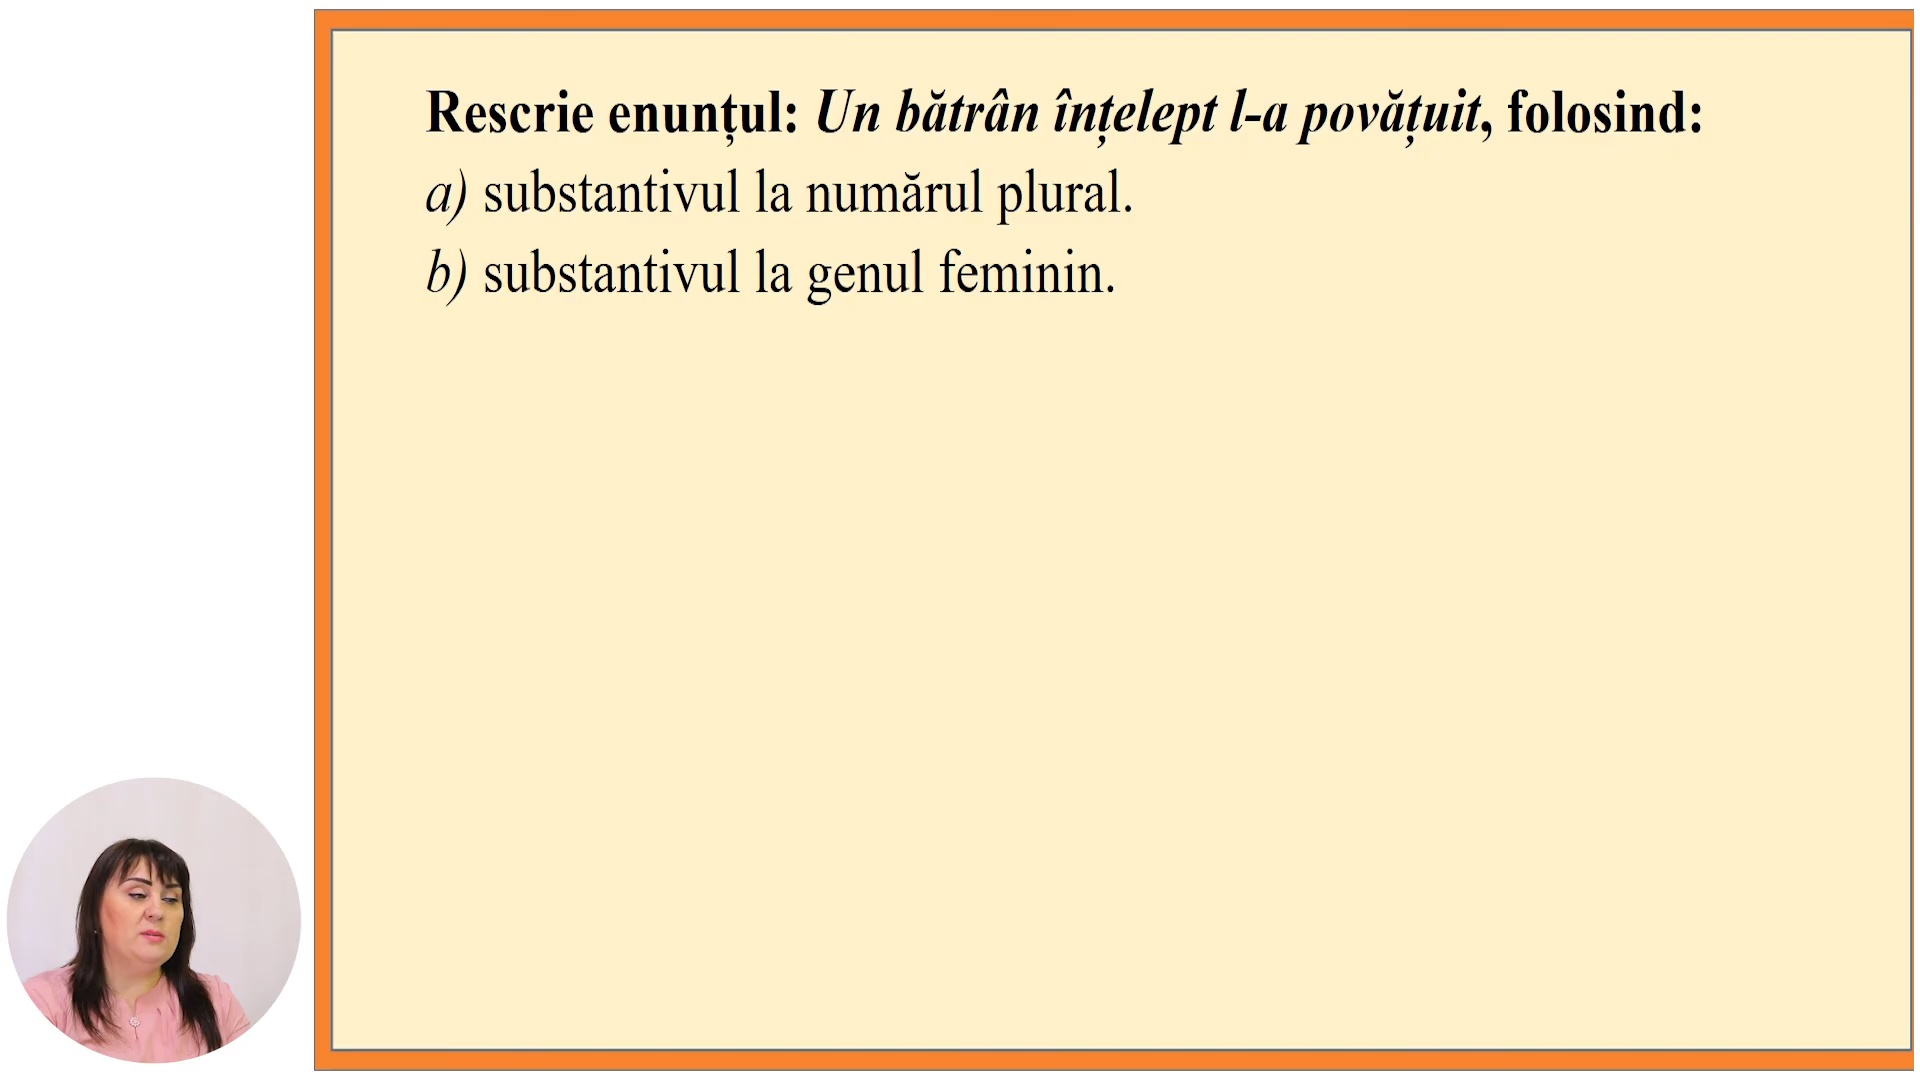 Rescrie enunțul: Un bătrân înțelept l-a povățuit, folosind:
a) substantivul la numărul plural.
b) substantivul la genul feminin.